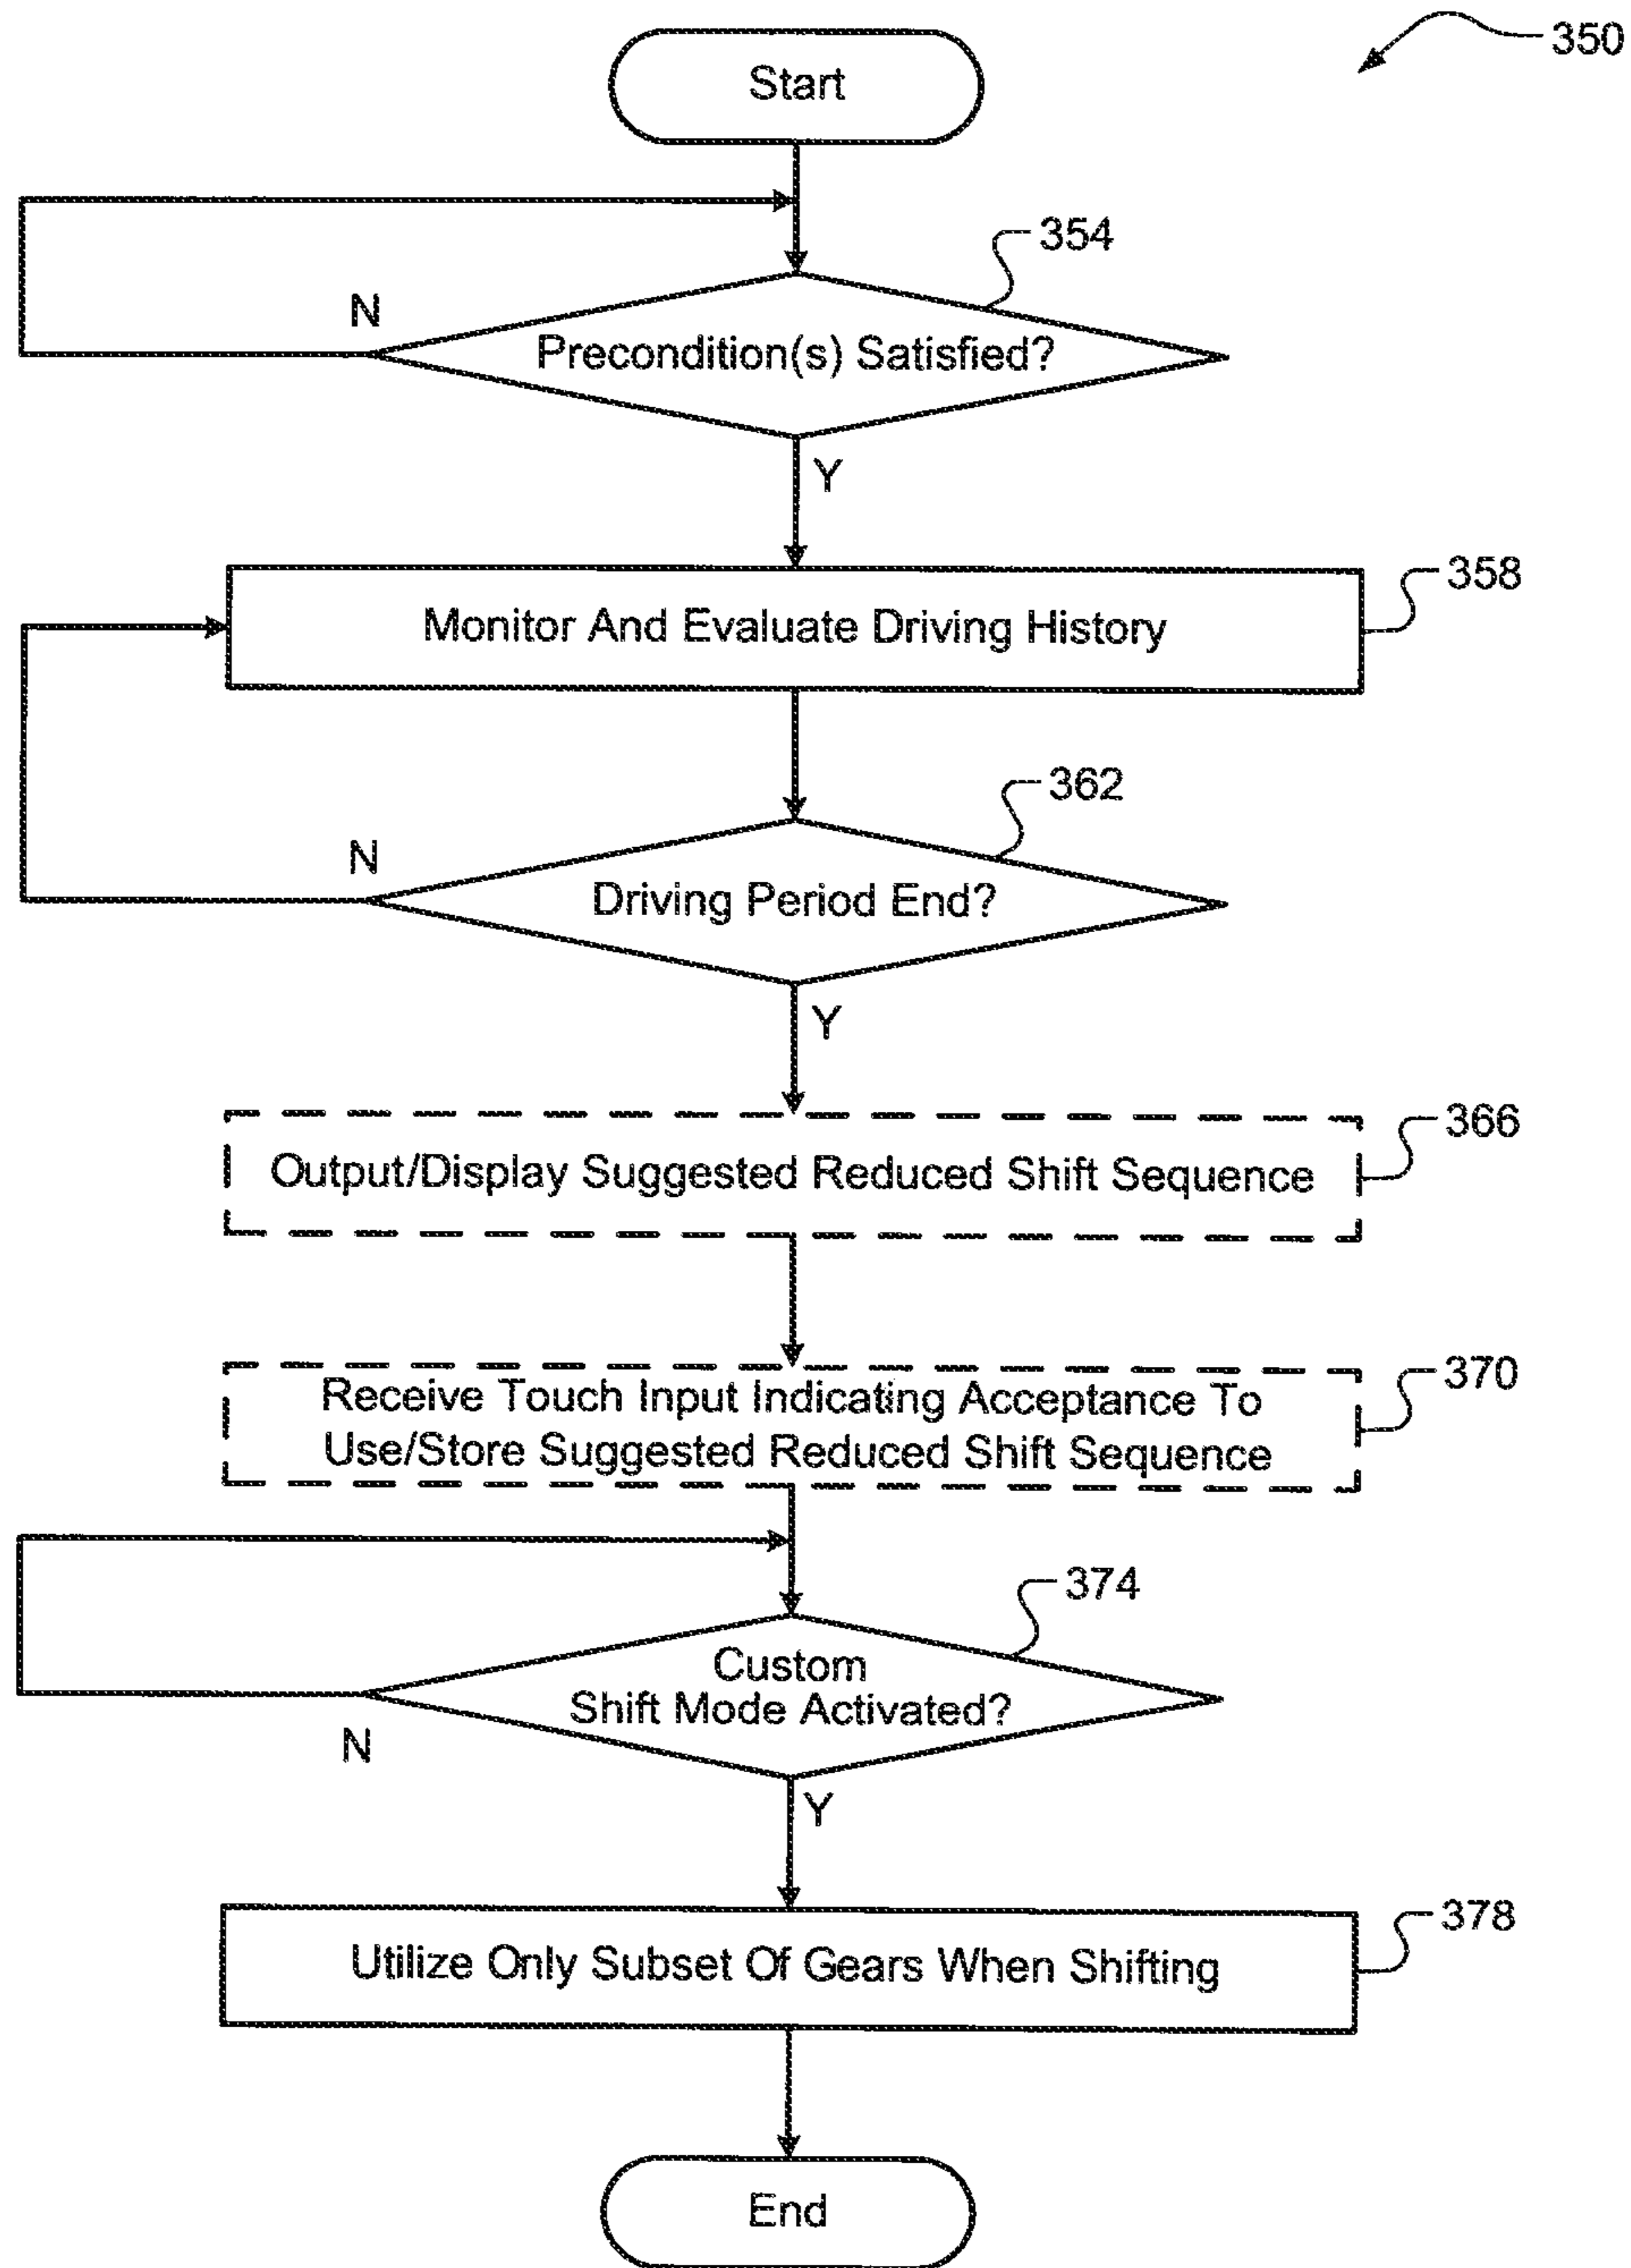 350
Start
354
N
Precondition(s) Satisfied?
Y
358
Monitor And Evaluate Driving History
362
N
Driving Period End?
Y
366
Output/Display Suggested Reduced Shift Sequence
370
Receive Touch Input Indicating Acceptance To
Use/Store Suggested Reduced Shift Sequence
374
Custom
Shift Mode Activated?
N
Y
378
Utilize Only Subset Of Gears When Shifting
End